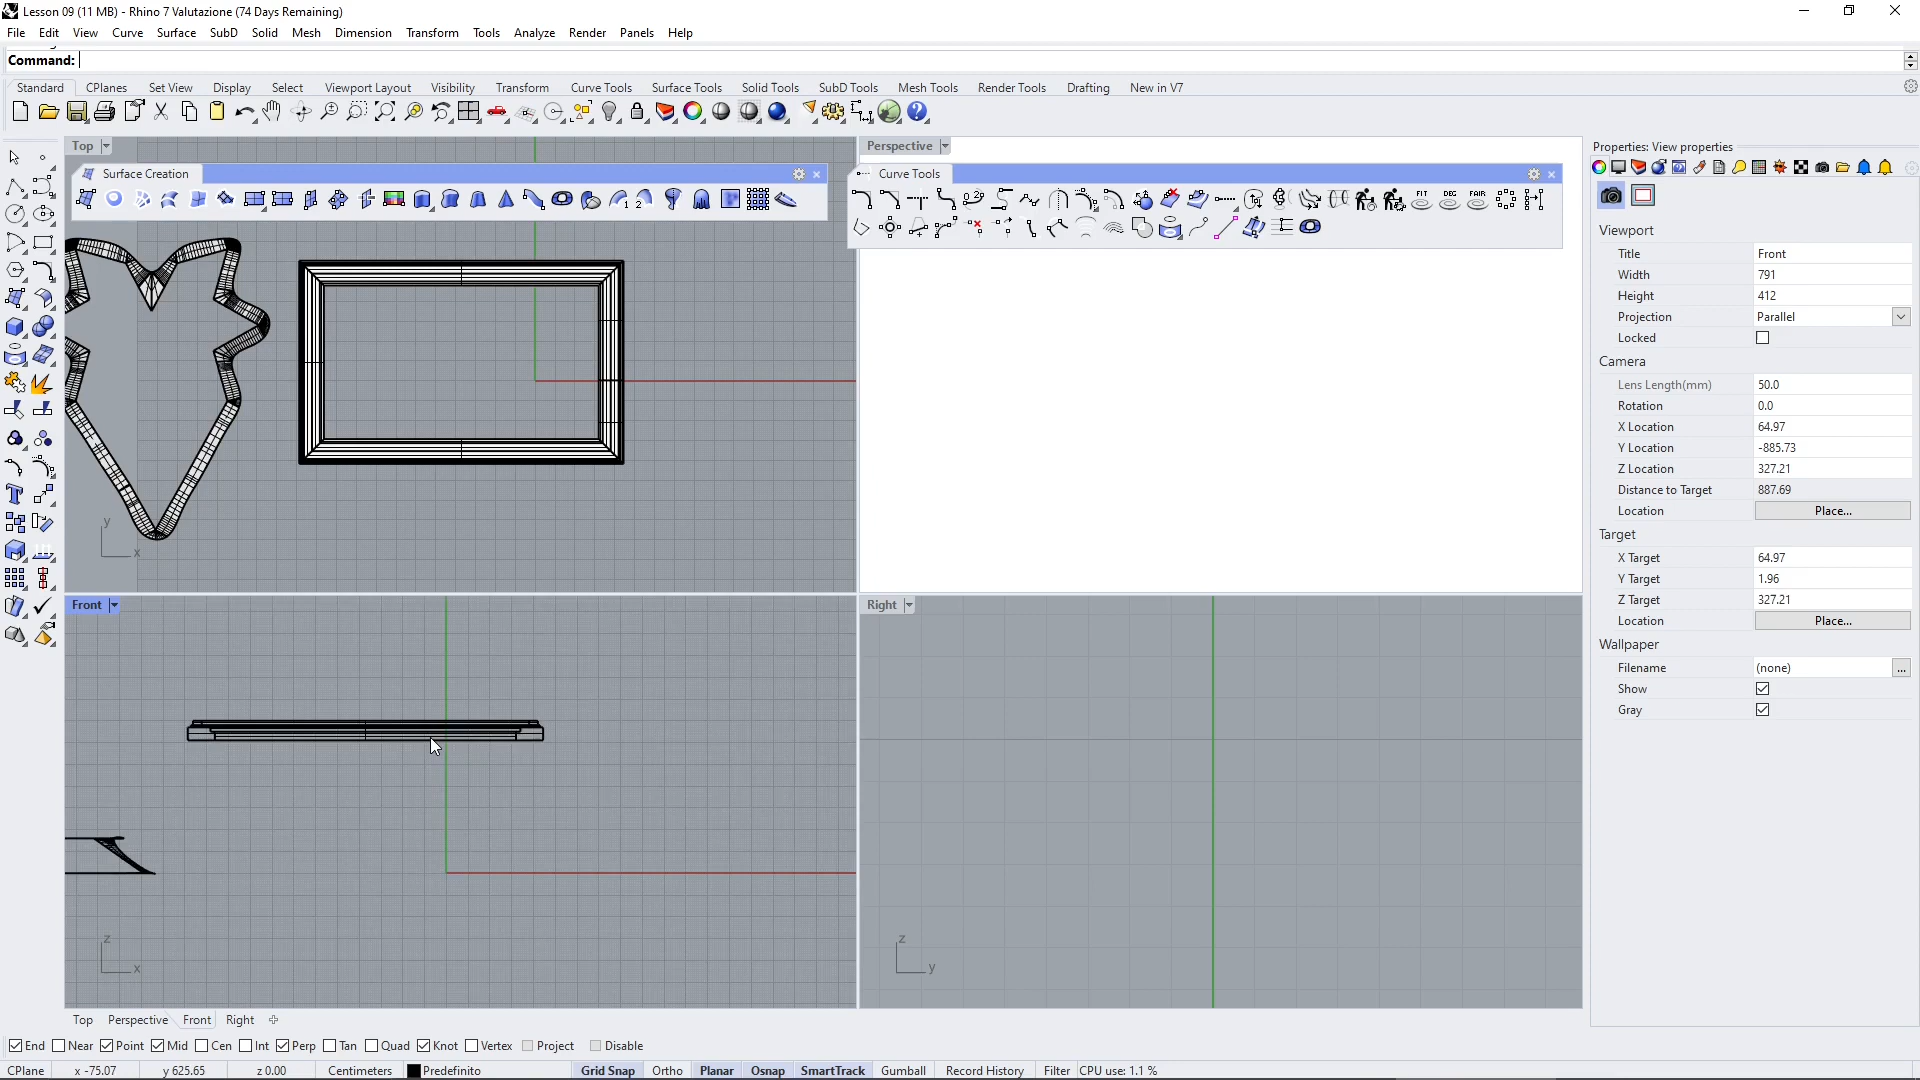 Lesson 09 (11 MB) - Rhino 7 Valutazione (74 Days Remaining)
File Edit View Curve Surface SubD Solid Mesh Dimension Transform Tools Analyze Render Panels Help
Command:
Standard CPlanes Set View Display Select Viewport Layout Visibility Transform Curve Tools Surface Tools Solid Tools SubD Tools Mesh Tools Render Tools Drafting New in V7
Top Perspective Properties: View properties
Surface Creation Curve Tools
1 2 FIT DEG FAIR
Viewport
Title Front
Width 791
Height 412
Projection Parallel
Locked
Camera
Lens Length(mm) 50.0
Rotation 0.0
X Location 64.97
Y Location -885.73
Z Location 327.21
Distance to Target 887.69
Location Place...
Target
X Target 64.97
Y Target 1.96
Z Target 327.21
Location Place...
Wallpaper
Filename (none) ...
Show
Gray
y
x
Front Right
z
x
z
y
Top Perspective Front Right
End Near Point Mid Cen Int Perp Tan Quad Knot Vertex Project Disable
CPlane x -75.07 y 625.65 z 0.00 Centimeters Predefinito Grid Snap Ortho Planar Osnap SmartTrack Gumball Record History Filter CPU use: 1.1 %